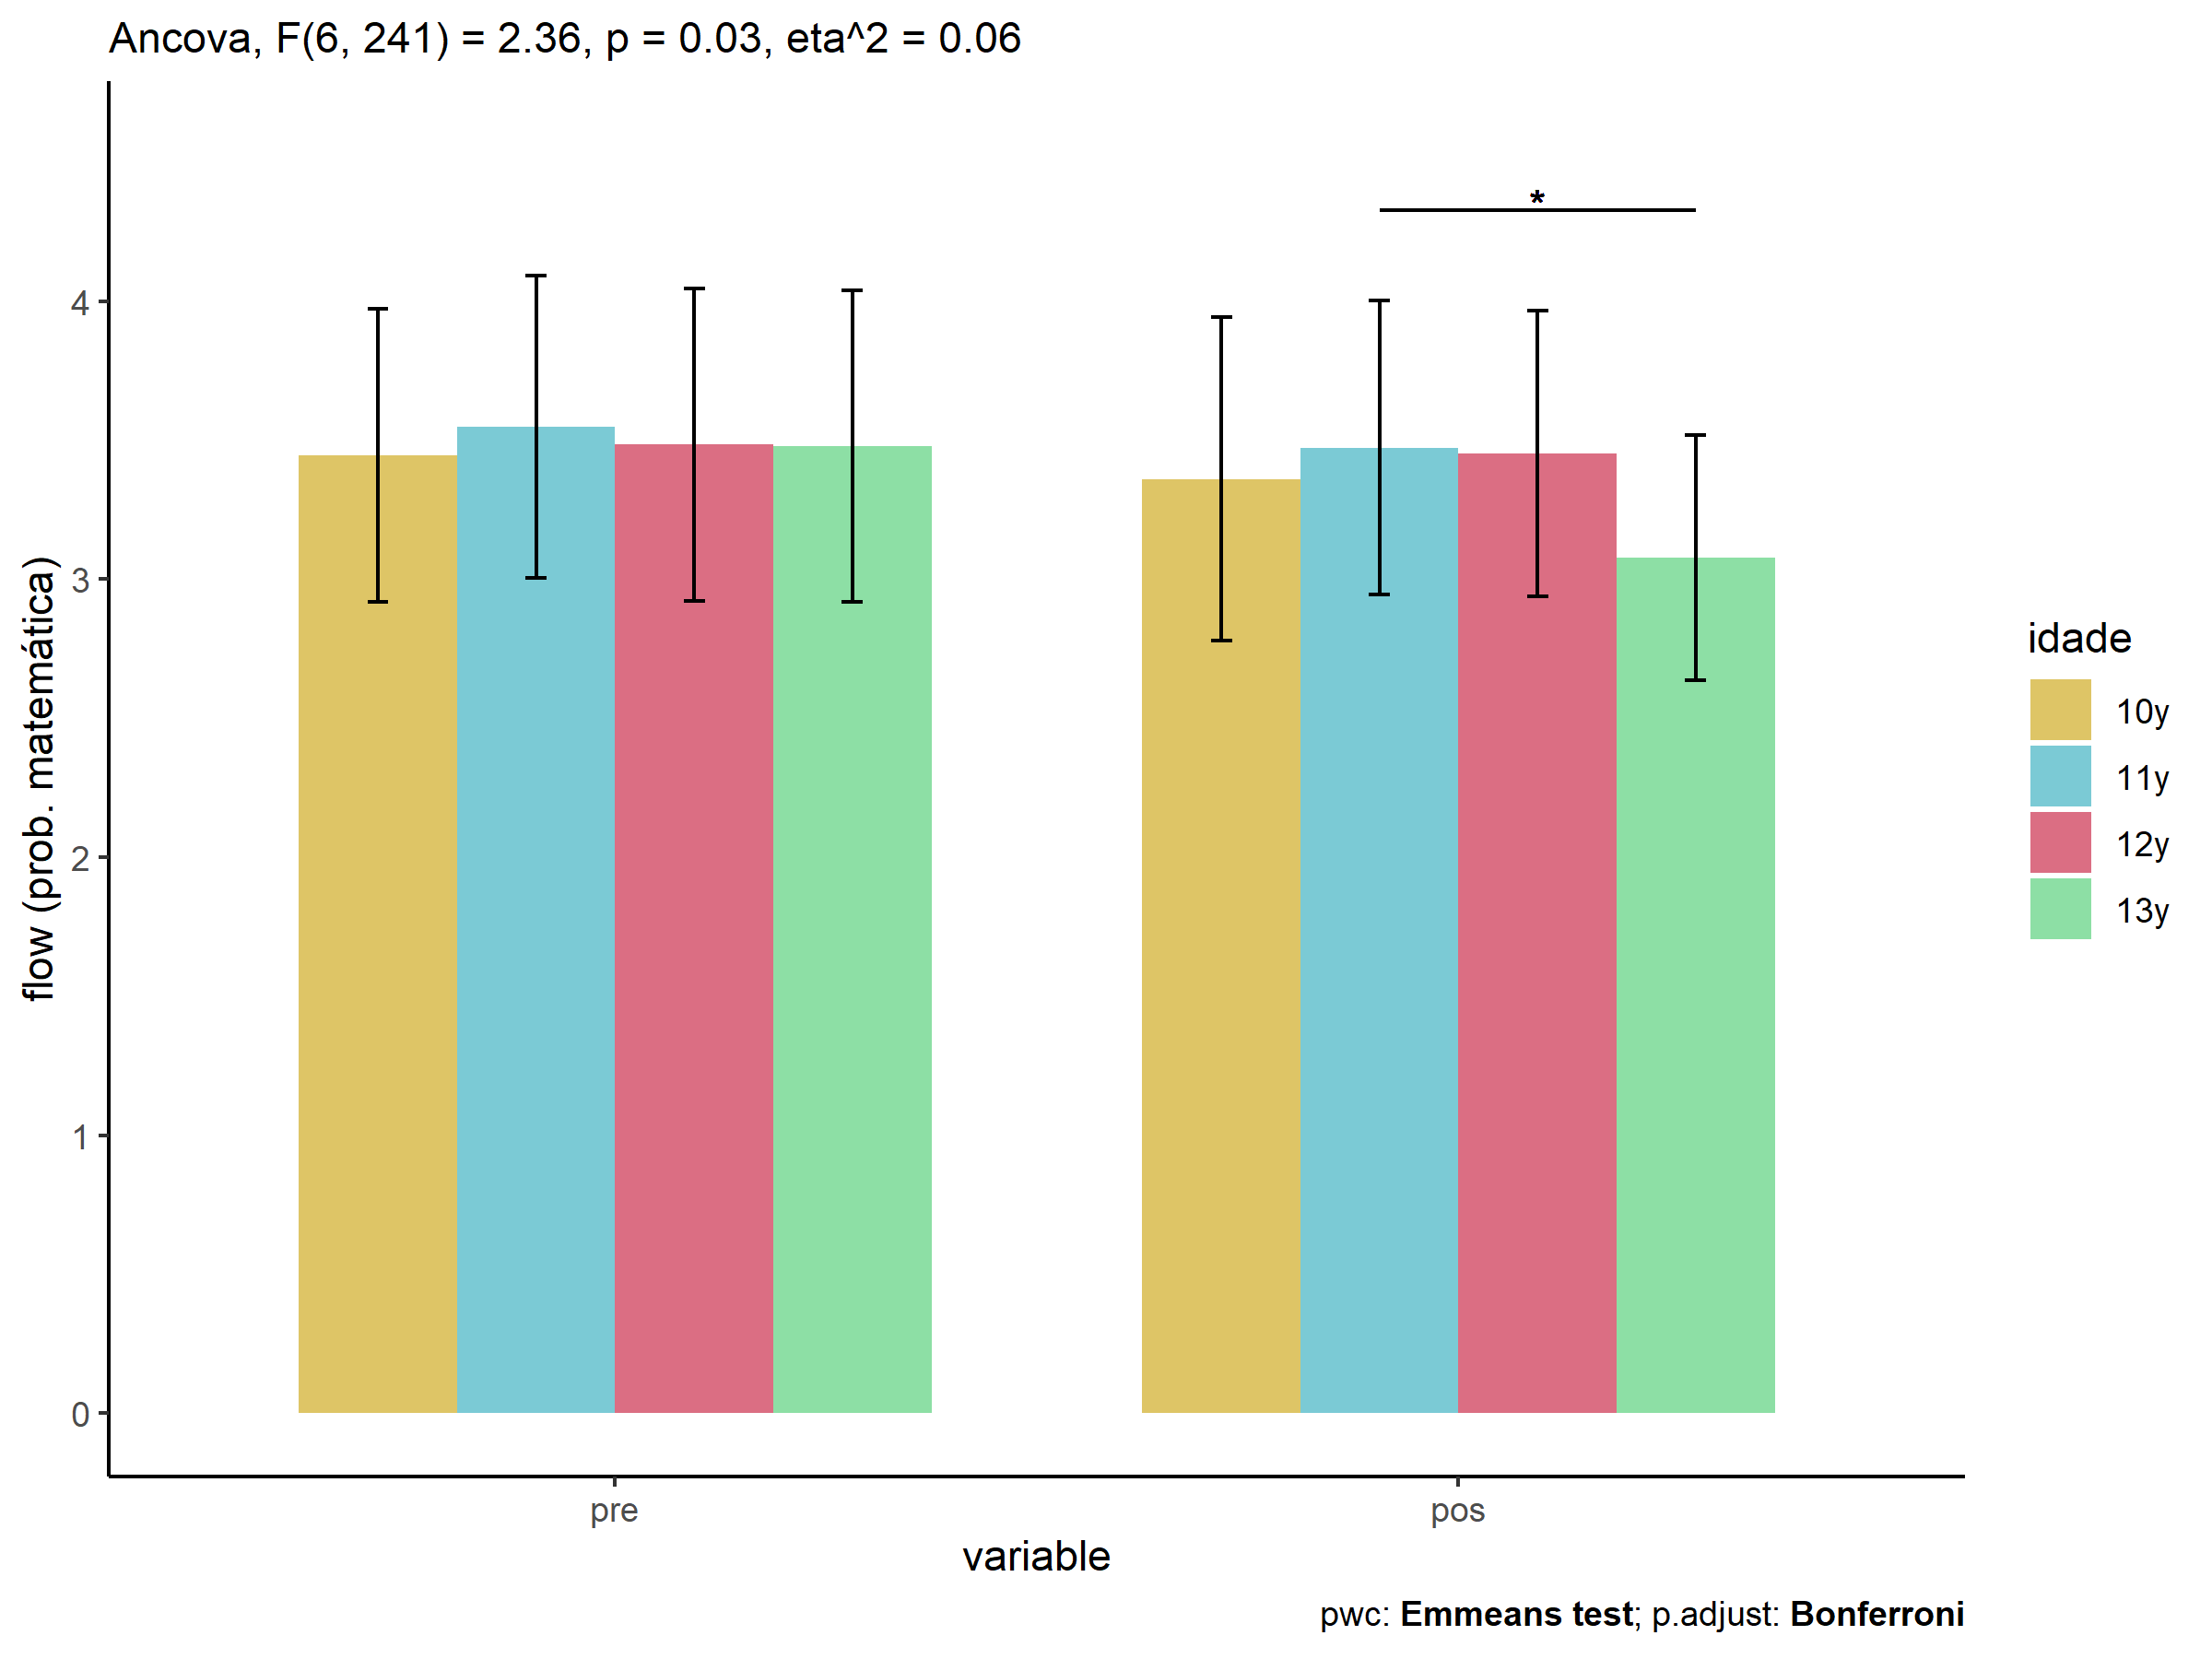 Ancova, F(6, 241) = 2.36, p = 0.03, eta^2 = 0.06
*
4
3
2
1
0
flow (prob. matemática)
pre
pos
variable
idade
10y
11y
12y
13y
pwc: Emmeans test; p.adjust: Bonferroni